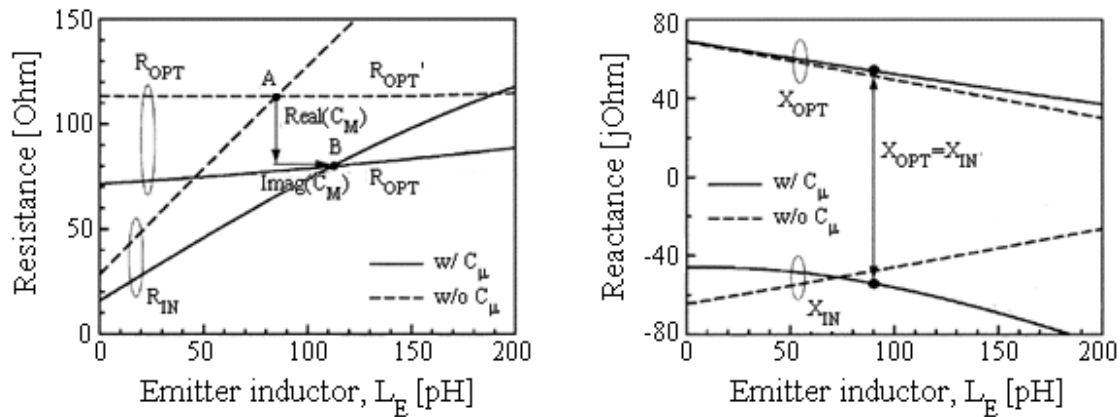 150
100
50
0
Resistance [Ohm]
R_OPT
A
R_OPT'
Real(C_M)
B
Imag(C_M)
R_OPT
R_IN
w/ C_μ
w/o C_μ
0 50 100 150 200
Emitter inductor, L_E [pH]
80
40
0
-40
-80
Reactance [jOhm]
X_OPT
X_OPT=X_IN'
w/ C_μ
w/o C_μ
X_IN
0 50 100 150 200
Emitter inductor, L_E [pH]